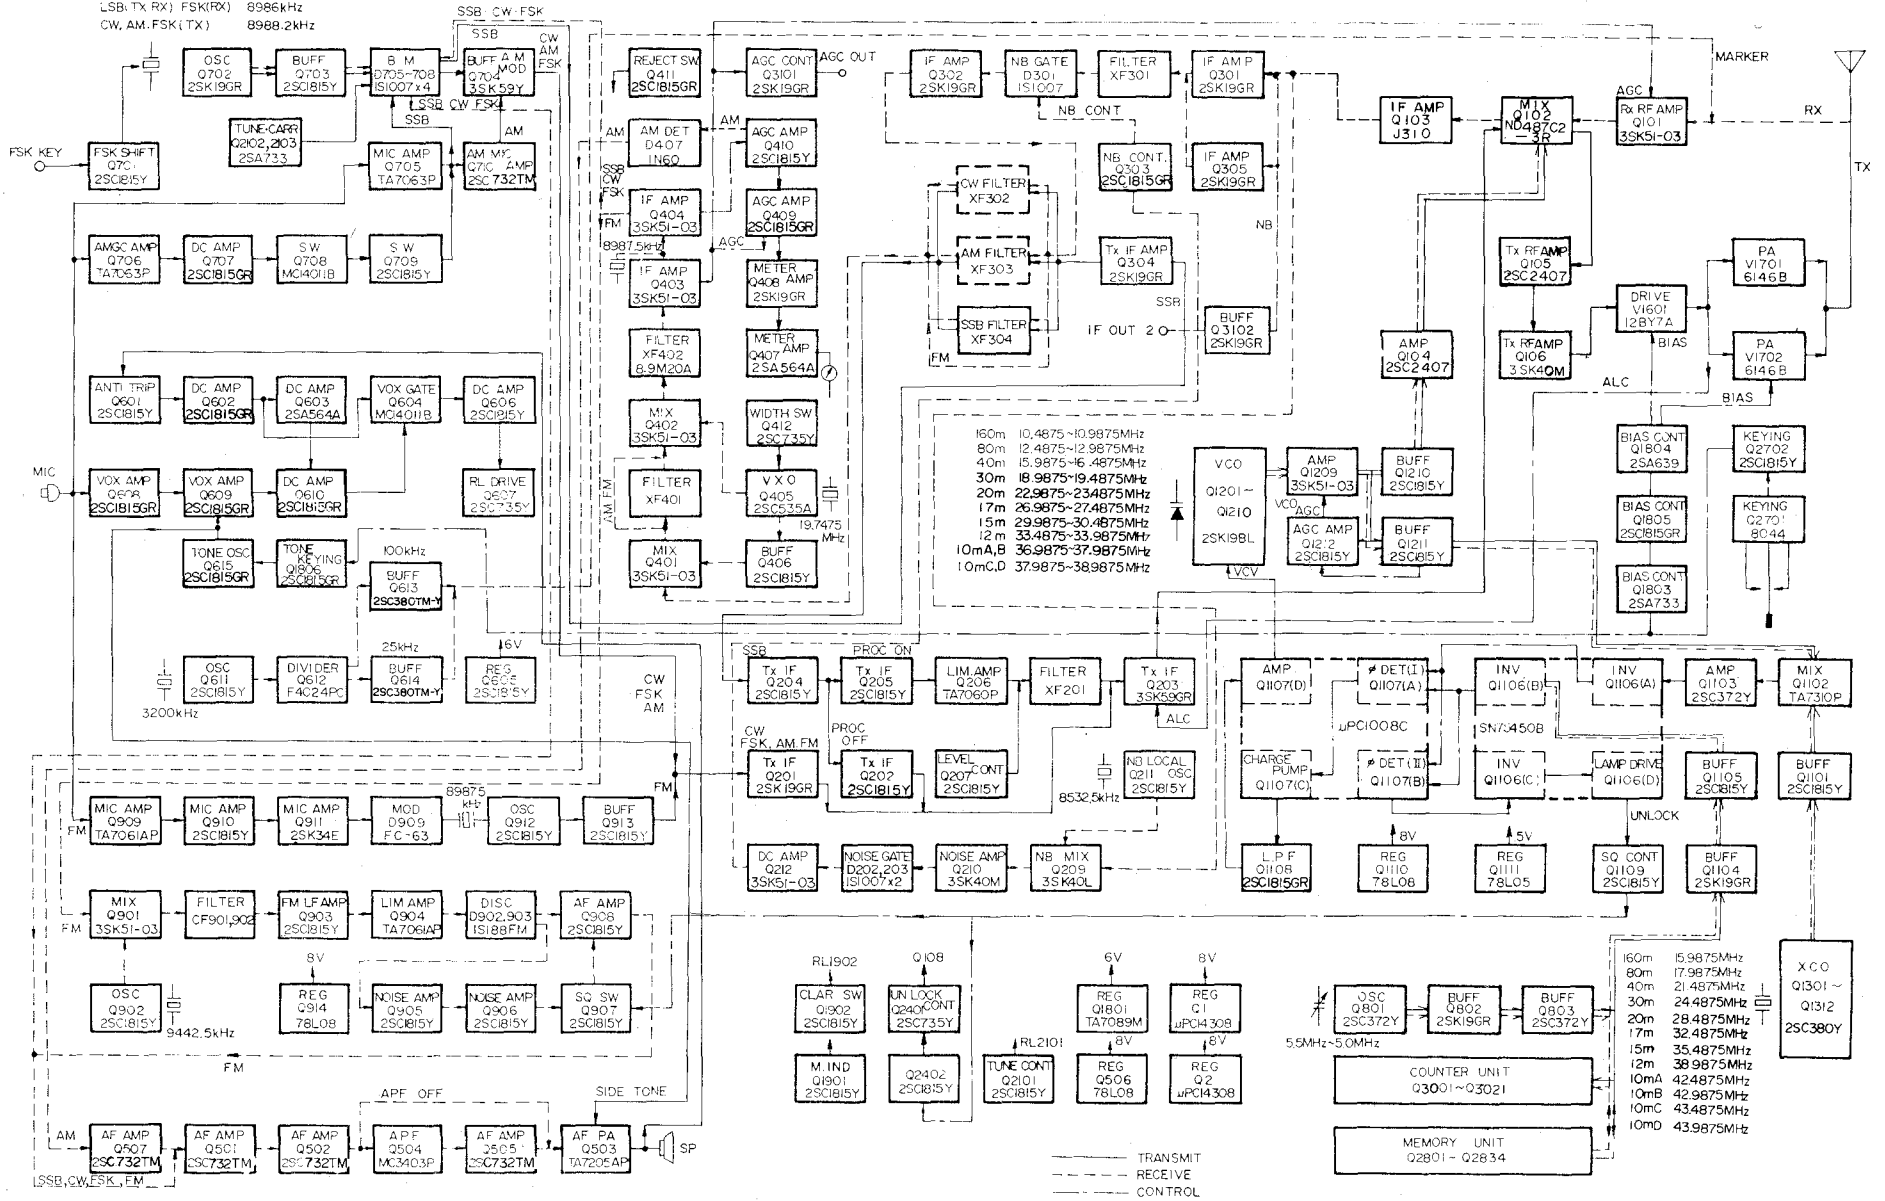 LSB(TX RX) FSK(RX) 8986kHz
CW, AM.FSK(TX) 8988.2kHz
OSC
Q702
2SK19GR
BUFF
Q703
2SC1815Y
B M
D705~708
1S1007x4
BUFF
Q704
3SK59Y
AM
MOD
SSB CW FSK
SSB
CW
AM
FSK
TUNE·CARR
Q2102,2103
2SA733
FSK KEY
FSK SHIFT
Q701
2SC1815Y
MIC AMP
Q705
TA7063P
AM MIC
Q710 AMP
2SC732TM
SSB CW FSK
SSB
AM
AMGC AMP
Q706
TA7063P
DC AMP
Q707
2SC1815GR
SW
Q708
MC14011B
SW
Q709
2SC1815Y
ANTI TRIP
Q601
2SC1815Y
DC AMP
Q602
2SC1815GR
DC AMP
Q603
2SA564A
VOX GATE
Q604
MC14011B
DC AMP
Q606
2SC1815Y
MIC
VOX AMP
Q608
2SC1815GR
VOX AMP
Q609
2SC1815GR
DC AMP
Q610
2SC1815GR
RL DRIVE
Q607
2SC735Y
TONE OSC
Q615
2SC1815GR
TONE
KEYING
Q1806
2SC1815GR
100kHz
BUFF
Q613
2SC380TM-Y
3200kHz
OSC
Q611
2SC1815Y
DIVIDER
Q612
F4024PC
25kHz
BUFF
Q614
2SC380TM-Y
6V
REG
Q605
2SC1815Y
FM
MIC AMP
Q909
TA7061AP
MIC AMP
Q910
2SC1815Y
MIC AMP
Q911
2SK34E
MOD
D909
FC-63
89875
kHz
OSC
Q912
2SC1815Y
BUFF
Q913
2SC1815Y
FM
CW
FSK
AM
FM
MIX
Q901
3SK51-03
FILTER
CF901,902
FM I.F AMP
Q903
2SC1815Y
LIM AMP
Q904
TA7061AP
DISC
D902,903
1S188FM
AF AMP
Q908
2SC1815Y
OSC
Q902
2SC1815Y
9442.5kHz
8V
REG
Q914
78L08
NOISE AMP
Q905
2SC1815Y
NOISE AMP
Q906
2SC1815Y
SQ SW
Q907
2SC1815Y
FM
APF OFF
SIDE TONE
AM
AF AMP
Q507
2SC732TM
AF AMP
Q501
2SC732TM
AF AMP
Q502
2SC732TM
A.P.F
Q504
MC3403P
AF AMP
Q505
2SC732TM
AF PA
Q503
TA7205AP
SP
SSB,CW,FSK,FM
REJECT SW
Q411
2SC1815GR
AGC CONT
Q3101
2SK19GR
AGC OUT
AM
AM DET
D407
1N60
AM
AGC AMP
Q410
2SC1815Y
SSB
CW
FSK
IF AMP
Q404
3SK51-03
FM
AGC AMP
Q409
2SC1815GR
8987.5kHz
AGC
IF AMP
Q403
3SK51-03
METER
AMP
Q408
2SK19GR
FILTER
XF402
8.9M20A
METER
AMP
Q407
2SA564A
MIX
Q402
3SK51-03
WIDTH SW
Q412
2SC735Y
FILTER
XF401
V X O
Q405
2SC535A
19.7475
MHz
AM FM
MIX
Q401
3SK51-03
BUFF
Q406
2SC1815Y
IF AMP
Q302
2SK19GR
NB GATE
D301
1S1007
FILTER
XF301
IF AMP
Q301
2SK19GR
NB CONT
NB CONT.
Q303
2SC1815GR
IF AMP
Q305
2SK19GR
NB
CW FILTER
XF302
AM FILTER
XF303
SSB FILTER
XF304
FM
Tx IF AMP
Q304
2SK19GR
SSB
IF OUT 2
BUFF
Q3102
2SK19GR
IF AMP
Q103
J310
MIX
Q102
ND487C2
-3R
AGC
Rx RF AMP
Q101
3SK51-03
MARKER
RX
TX
Tx RFAMP
Q105
2SC2407
Tx RFAMP
Q106
3SK40M
AMP
Q104
2SC2407
DRIVE
V1601
12BY7A
BIAS
PA
V1701
6146B
PA
V1702
6146B
ALC
BIAS
160m 10.4875~10.9875MHz
80m 12.4875~12.9875MHz
40m 15.9875~16.4875MHz
30m 18.9875~19.4875MHz
20m 22.9875~23.4875MHz
17m 26.9875~27.4875MHz
15m 29.9875~30.4875MHz
12m 33.4875~33.9875MHz
10mA,B 36.9875~37.9875MHz
10mC,D 37.9875~38.9875MHz
VCO
Q1201~
Q1210
2SK19BL
VCV
AMP
Q1209
3SK51-03
VCO
AGC
AGC AMP
Q1212
2SC1815Y
BUFF
Q1210
2SC1815Y
BUFF
Q1211
2SC1815Y
BIAS CONT
Q1804
2SA639
BIAS CONT
Q1805
2SC1815GR
BIAS CONT
Q1803
2SA733
KEYING
Q2702
2SC1815Y
KEYING
Q2701
8044
SSB
Tx IF
Q204
2SC1815Y
PROC ON
Tx IF
Q205
2SC1815Y
LIM.AMP
Q206
TA7060P
FILTER
XF201
Tx IF
Q203
3SK59GR
ALC
CW
FSK, AM.FM
Tx IF
Q201
2SK19GR
PROC
OFF
Tx IF
Q202
2SC1815Y
LEVEL
Q207 CONT
2SC1815Y
8532,5kHz
NB LOCAL
Q211 OSC
2SC1815Y
DC AMP
Q212
3SK51-03
NOISE GATE
D202,203
1S1007x2
NOISE AMP
Q210
3SK40M
NB MIX
Q209
3SK40L
AMP
Q1107(D)
Ø DET(I)
Q1107(A)
INV
Q1106(B)
INV
Q1106(A)
AMP
Q1103
2SC372Y
MIX
Q1102
TA7310P
µPC1008C
SN75450B
CHARGE
PUMP
Q1107(C)
Ø DET(II)
Q1107(B)
INV
Q1106(C)
LAMP DRIVE
Q1106(D)
BUFF
Q1105
2SC1815Y
BUFF
Q1101
2SC1815Y
UNLOCK
L.P.F
Q1108
2SC1815GR
8V
REG
Q1110
78L08
5V
REG
Q1111
78L05
SQ CONT
Q1109
2SC1815Y
BUFF
Q1104
2SK19GR
RL1902
CLAR SW
Q1902
2SC1815Y
Q108
UNLOCK
Q2401 CONT
2SC735Y
6V
REG
Q1801
TA7089M
8V
REG
Q1
µPC14308
M.IND
Q1901
2SC1815Y
Q2402
2SC1815Y
RL2101
TUNE CONT
Q2101
2SC1815Y
8V
REG
Q506
78L08
8V
REG
Q2
µPC14308
OSC
Q801
2SC372Y
5.5MHz~5.0MHz
BUFF
Q802
2SK19GR
BUFF
Q803
2SC372Y
COUNTER UNIT
Q3001~Q3021
MEMORY UNIT
Q2801~Q2834
160m 15.9875MHz
80m 17.9875MHz
40m 21.4875MHz
30m 24.4875MHz
20m 28.4875MHz
17m 32.4875MHz
15m 35.4875MHz
12m 38.9875MHz
10mA 42.4875MHz
10mB 42.9875MHz
10mC 43.4875MHz
10mD 43.9875MHz
XCO
Q1301~
Q1312
2SC380Y
TRANSMIT
RECEIVE
CONTROL